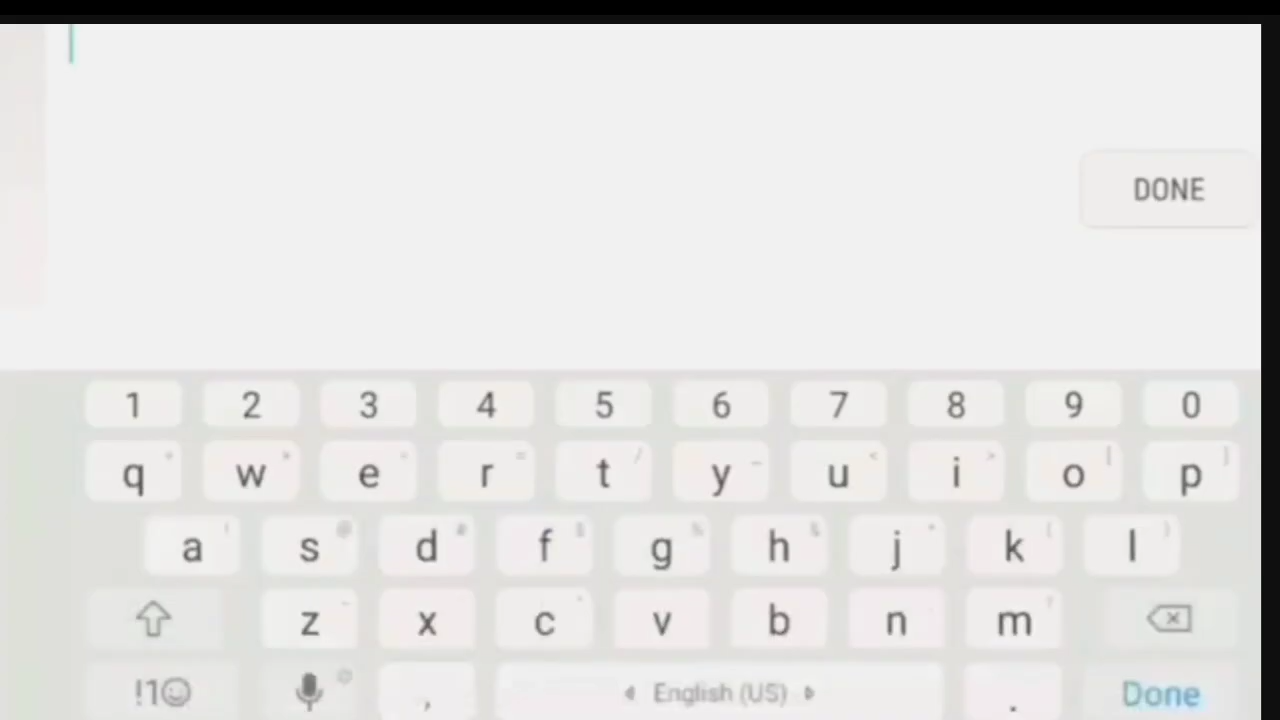 DONE
1 2 3 4 5 6 7 8 9 0
q w e r t y u i o p
a s d f g h j k l
z x c v b n m
!1☺ , English (US) . Done